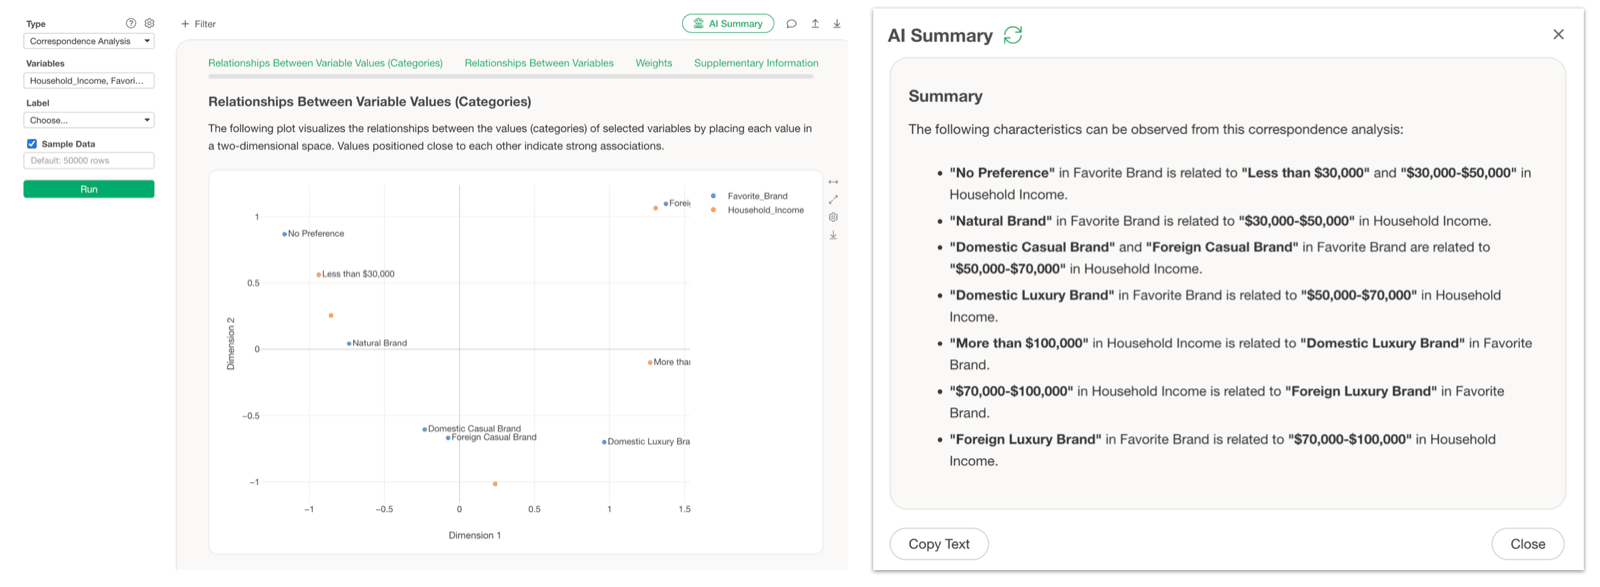 Type
Correspondence Analysis
Variables
Household_Income, Favori...
Label
Choose...
Sample Data
Default: 50000 rows
Run
+ Filter
AI Summary
Relationships Between Variable Values (Categories)
Relationships Between Variables
Weights
Supplementary Information
Relationships Between Variable Values (Categories)
The following plot visualizes the relationships between the values (categories) of selected variables by placing each value in
a two-dimensional space. Values positioned close to each other indicate strong associations.
Favorite_Brand
Household_Income
Foreig
1
No Preference
Less than $30,000
0.5
Natural Brand
0
More than
−0.5
Domestic Casual Brand
Foreign Casual Brand
Domestic Luxury Bra
−1
−1
−0.5
0
0.5
1
1.5
Dimension 2
Dimension 1
AI Summary
Summary
The following characteristics can be observed from this correspondence analysis:
• "No Preference" in Favorite Brand is related to "Less than $30,000" and "$30,000-$50,000" in
Household Income.
• "Natural Brand" in Favorite Brand is related to "$30,000-$50,000" in Household Income.
• "Domestic Casual Brand" and "Foreign Casual Brand" in Favorite Brand are related to
"$50,000-$70,000" in Household Income.
• "Domestic Luxury Brand" in Favorite Brand is related to "$50,000-$70,000" in Household
Income.
• "More than $100,000" in Household Income is related to "Domestic Luxury Brand" in Favorite
Brand.
• "$70,000-$100,000" in Household Income is related to "Foreign Luxury Brand" in Favorite
Brand.
• "Foreign Luxury Brand" in Favorite Brand is related to "$70,000-$100,000" in Household
Income.
Copy Text
Close